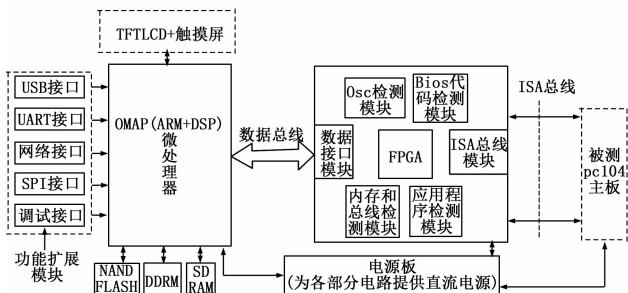 TFTLCD+触摸屏
USB接口
UART接口
网络接口
SPI接口
调试接口
功能扩展
模块
OMAP(ARM+DSP)
微
处
理
器
NAND
FLASH
DDRM
SD
RAM
数据总线
Osc检测
模块
Bios代
码检测
模块
数据
接口
模块
FPGA
ISA总线
模块
内存和
总线检
测模块
应用程
序检测
模块
ISA总线
被测
pc104
主板
电源板
(为各部分电路提供直流电源)